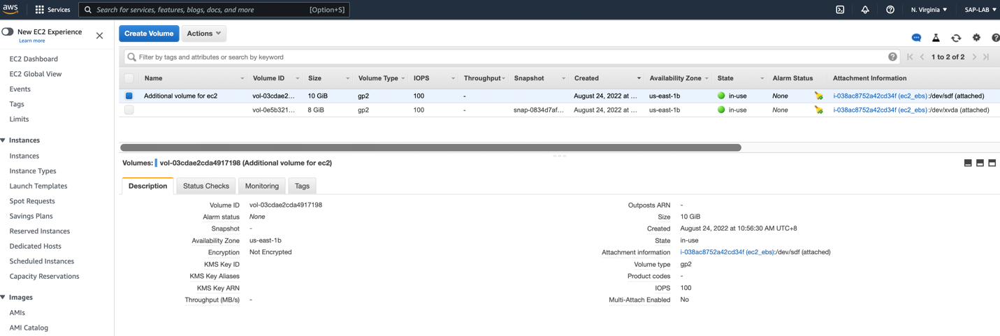 aws Services Search for services, features, blogs, docs, and more [Option+S] N. Virginia SAP-LAB
New EC2 Experience
Learn more
EC2 Dashboard
EC2 Global View
Events
Tags
Limits
Instances
Instances
Instance Types
Launch Templates
Spot Requests
Savings Plans
Reserved Instances
Dedicated Hosts
Scheduled Instances
Capacity Reservations
Images
AMIs
AMI Catalog
Create Volume Actions
Filter by tags and attributes or search by keyword 1 to 2 of 2
Name Volume ID Size Volume Type IOPS Throughput Snapshot Created Availability Zone State Alarm Status Attachment Information
Additional volume for ec2 vol-03cdae2... 10 GiB gp2 100 - August 24, 2022 at ... us-east-1b in-use None i-038ac8752a42cd34f (ec2_ebs):/dev/sdf (attached)
vol-0e5b321... 8 GiB gp2 100 - snap-0834d7af... August 24, 2022 at ... us-east-1b in-use None i-038ac8752a42cd34f (ec2_ebs):/dev/xvda (attached)
Volumes: vol-03cdae2cda4917198 (Additional volume for ec2)
Description Status Checks Monitoring Tags
Volume ID vol-03cdae2cda4917198
Alarm status None
Snapshot -
Availability Zone us-east-1b
Encryption Not Encrypted
KMS Key ID
KMS Key Aliases
KMS Key ARN
Throughput (MB/s) -
Outposts ARN -
Size 10 GiB
Created August 24, 2022 at 10:56:30 AM UTC+8
State in-use
Attachment information i-038ac8752a42cd34f (ec2_ebs):/dev/sdf (attached)
Volume type gp2
Product codes -
IOPS 100
Multi-Attach Enabled No